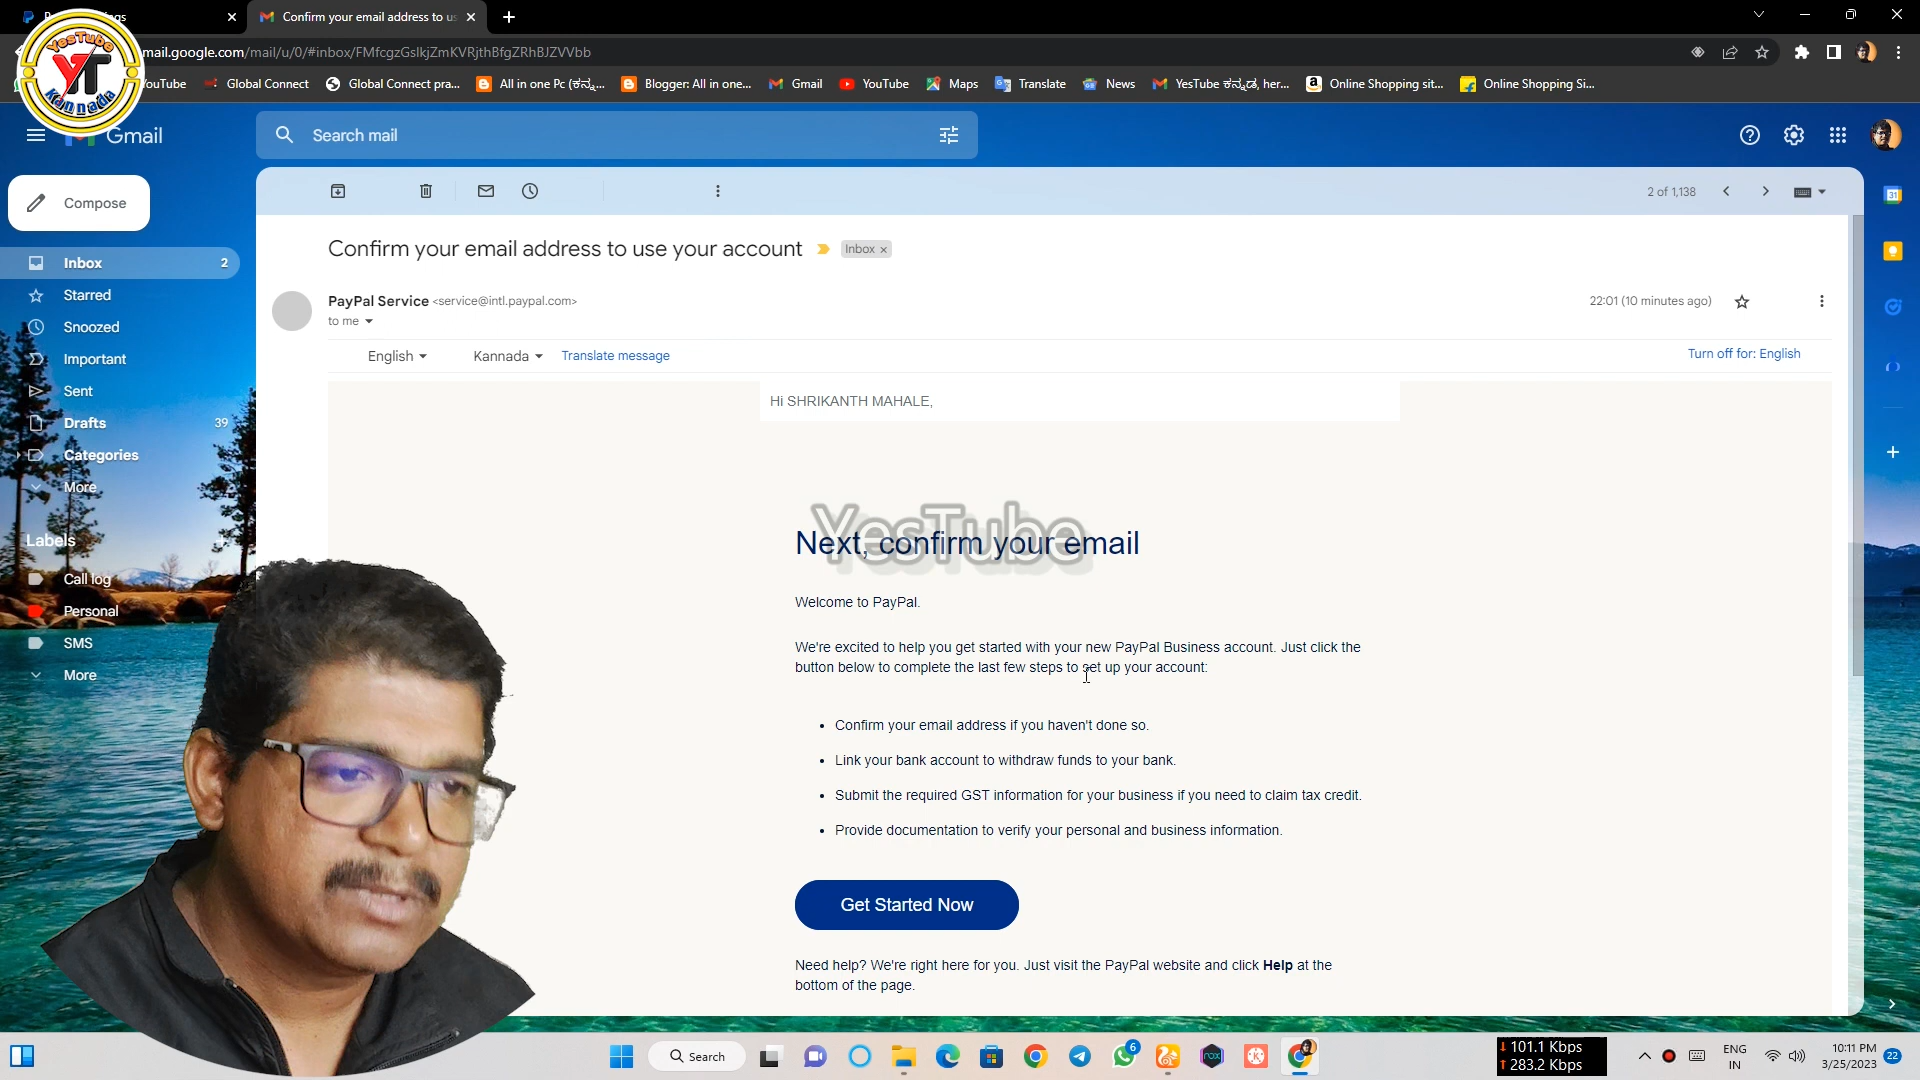 Confirm your email address to us
YesTube
YT
ಕನ್ನಡ
mail.google.com/mail/u/0/#inbox/FMfcgzGslkjZmKVRjthBfgZRhBJZVVbb
YouTube
Global Connect
Global Connect pra...
All in one Pc (ಕನ್ನ...
Blogger: All in one...
Gmail
YouTube
Maps
Translate
News
YesTube ಕನ್ನಡ, her...
Online Shopping sit...
Online Shopping Si...
Gmail
Search mail
Compose
2 of 1,138
Inbox 2
Starred
Snoozed
Important
Sent
Drafts 39
Categories
More
Labels
Call log
Personal
SMS
More
Confirm your email address to use your account
Inbox x
PayPal Service <service@intl.paypal.com>
22:01 (10 minutes ago)
to me
English
Kannada
Translate message
Turn off for: English
Hi SHRIKANTH MAHALE,
YesTube
Next, confirm your email
Welcome to PayPal.
We're excited to help you get started with your new PayPal Business account. Just click the
button below to complete the last few steps to set up your account:
• Confirm your email address if you haven't done so.
• Link your bank account to withdraw funds to your bank.
• Submit the required GST information for your business if you need to claim tax credit.
• Provide documentation to verify your personal and business information.
Get Started Now
Need help? We're right here for you. Just visit the PayPal website and click Help at the
bottom of the page.
Search
6
101.1 Kbps
283.2 Kbps
ENG
IN
10:11 PM
3/25/2023
22